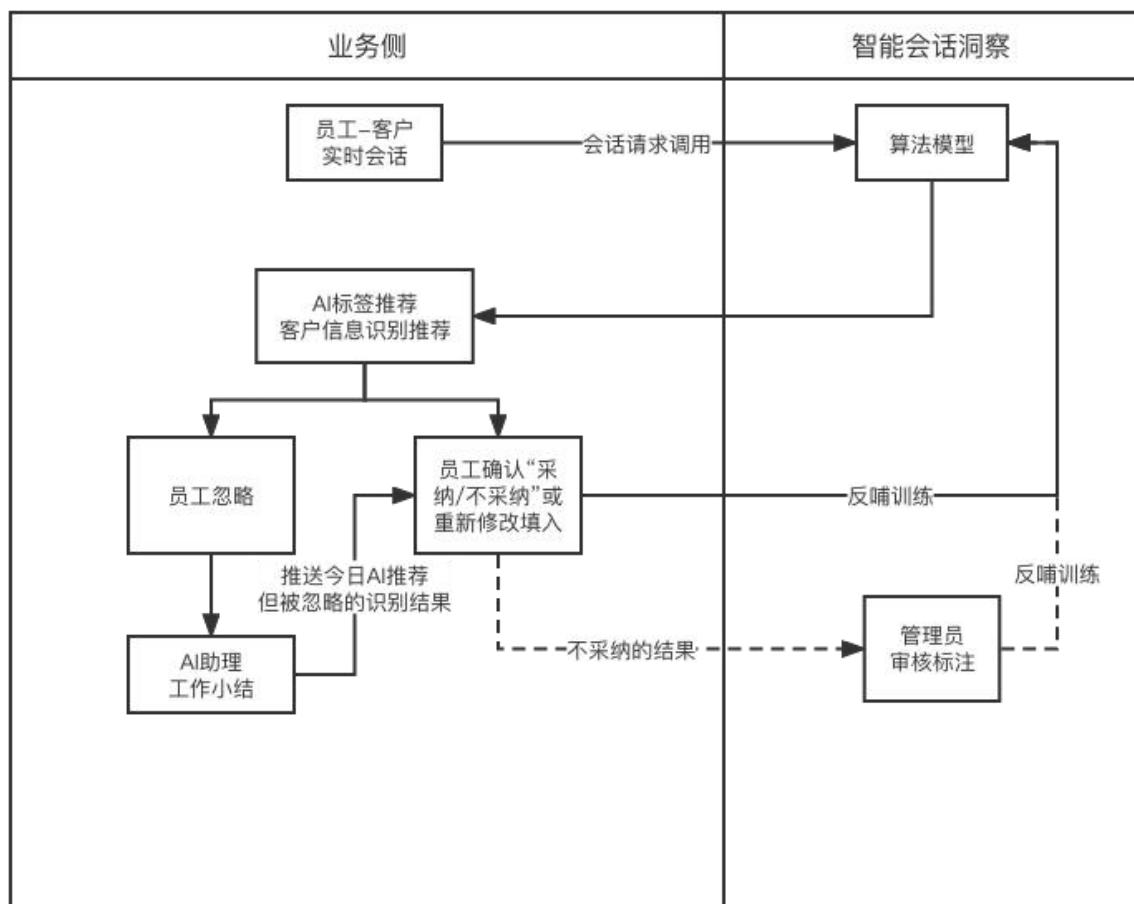 业务侧
智能会话洞察
员工–客户
实时会话
会话请求调用
算法模型
AI标签推荐
客户信息识别推荐
员工忽略
员工确认“采
纳/不采纳”或
重新修改填入
反哺训练
推送今日AI推荐
但被忽略的识别结果
反哺训练
AI助理
工作小结
不采纳的结果
管理员
审核标注